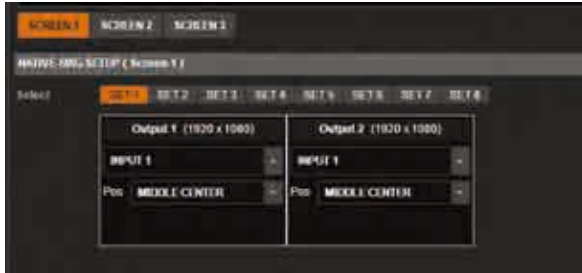 SCREEN 1 SCREEN 2 SCREEN 3
NATIVE-BKG SETUP ( Screen 1 )
Select SET 1 SET 2 SET 3 SET 4 SET 5 SET 6 SET 7 SET 8
Output 1 (1920 x 1080) Output 2 (1920 x 1080)
INPUT 1 INPUT 1
Pos MIDDLE CENTER Pos MIDDLE CENTER